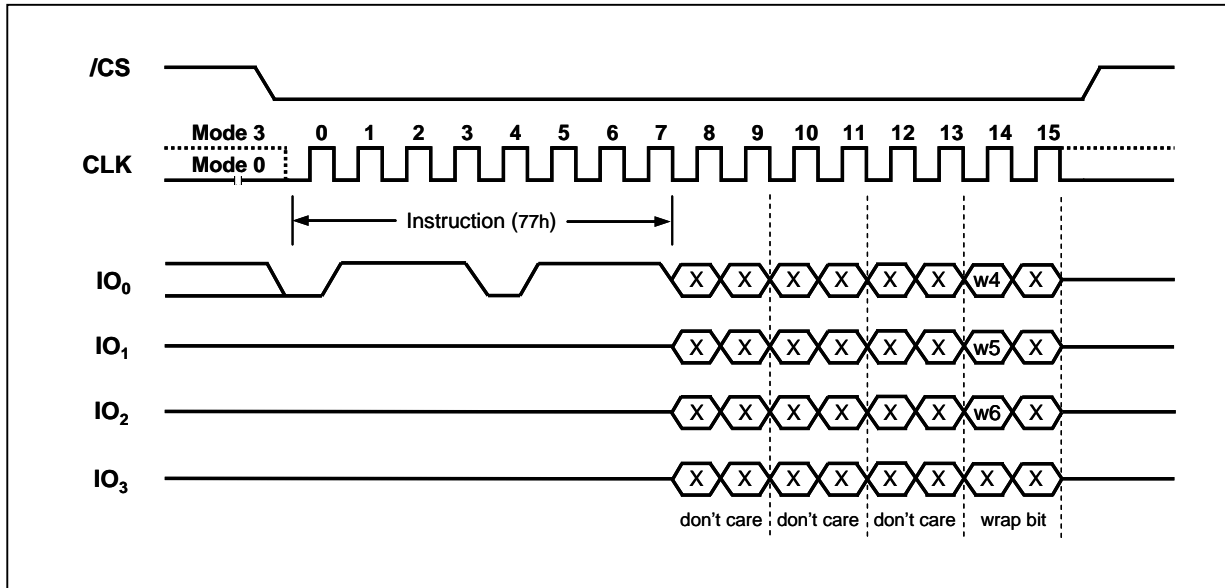 /CS
Mode 3 0 1 2 3 4 5 6 7 8 9 10 11 12 13 14 15
CLK Mode 0
Instruction (77h)
IO0 X X X X X X w4 X
IO1 X X X X X X w5 X
IO2 X X X X X X w6 X
IO3 X X X X X X X X
don't care don't care don't care wrap bit